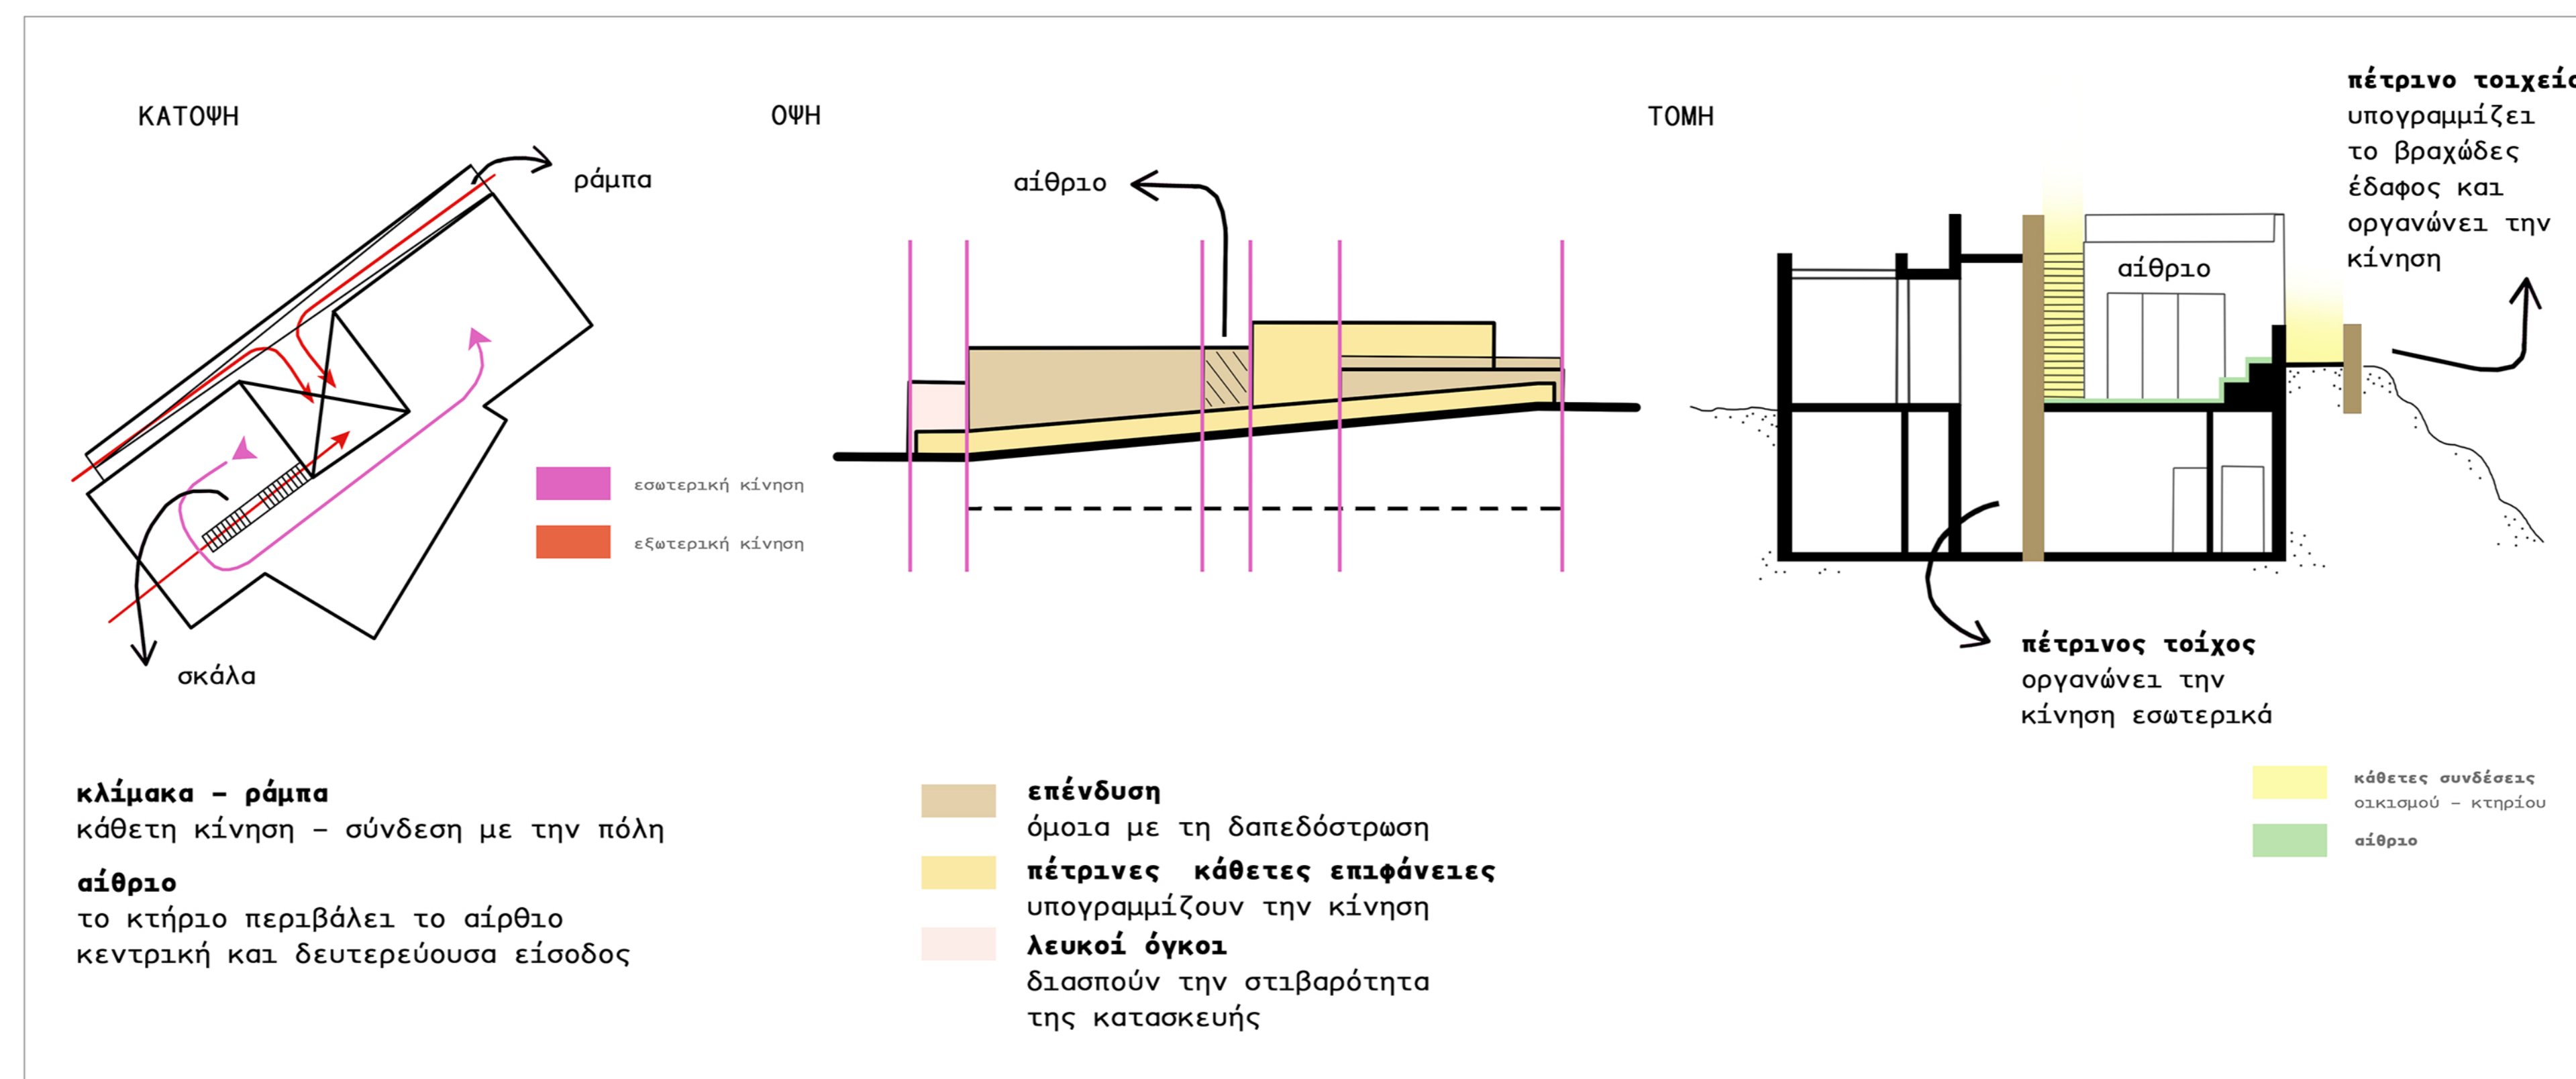 ΚΑΤΟΨΗ
ράμπα
σκάλα
εσωτερική κίνηση
εξωτερική κίνηση
κλίμακα – ράμπα
κάθετη κίνηση – σύνδεση με την πόλη
αίθριο
το κτήριο περιβάλει το αίρθιο
κεντρική και δευτερεύουσα είσοδος
ΟΨΗ
αίθριο
επένδυση
όμοια με τη δαπεδόστρωση
πέτρινες κάθετες επιφάνειες
υπογραμμίζουν την κίνηση
λευκοί όγκοι
διασπούν την στιβαρότητα
της κατασκευής
ΤΟΜΗ
αίθριο
πέτρινο τοιχείο
υπογραμμίζει
το βραχώδες
έδαφος και
οργανώνει την
κίνηση
πέτρινος τοίχος
οργανώνει την
κίνηση εσωτερικά
κάθετες συνδέσεις
οικισμού – κτηρίου
αίθριο